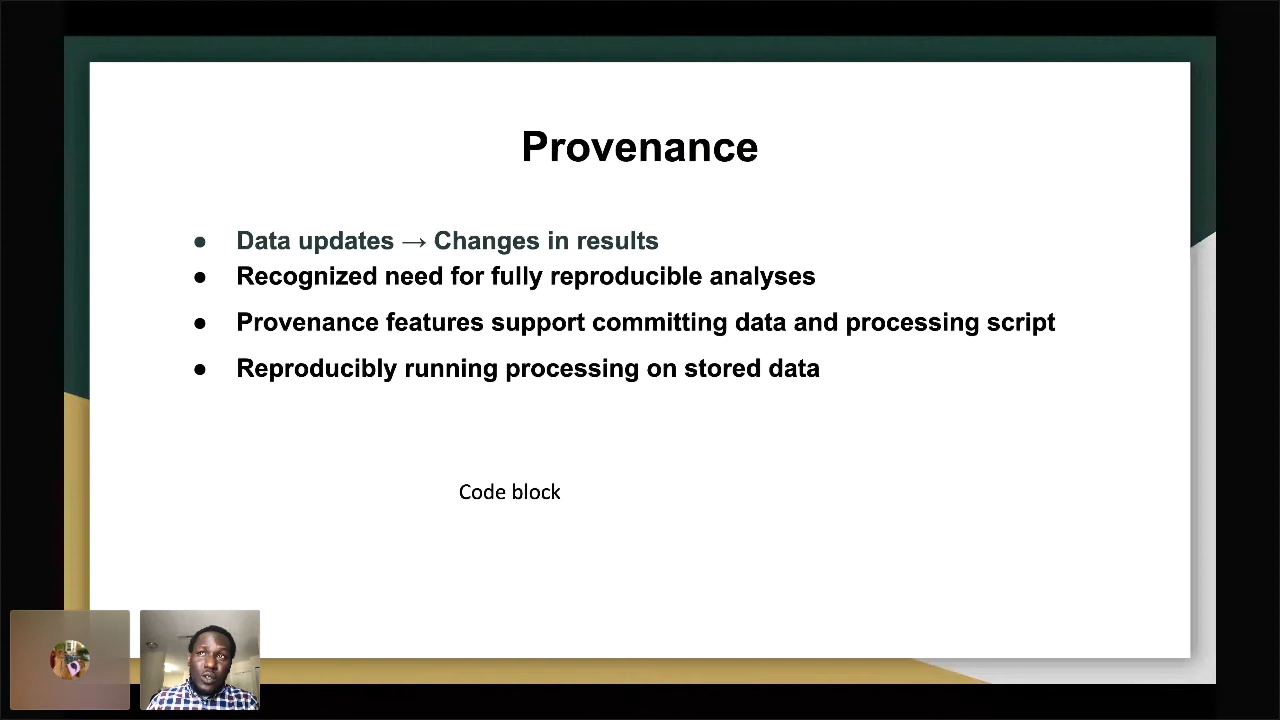 Provenance
● Data updates → Changes in results
● Recognized need for fully reproducible analyses
● Provenance features support committing data and processing script
● Reproducibly running processing on stored data
Code block